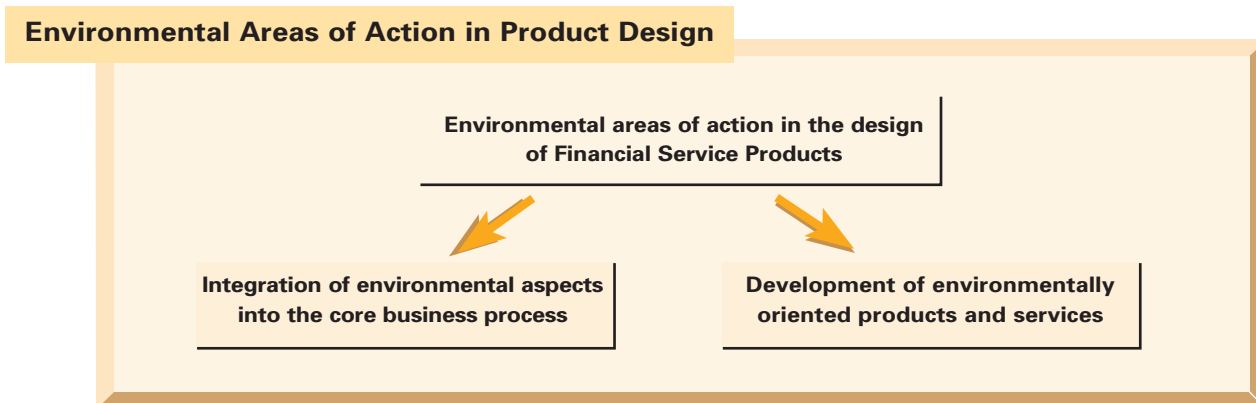 Environmental Areas of Action in Product Design
Environmental areas of action in the design
of Financial Service Products
Integration of environmental aspects
into the core business process
Development of environmentally
oriented products and services